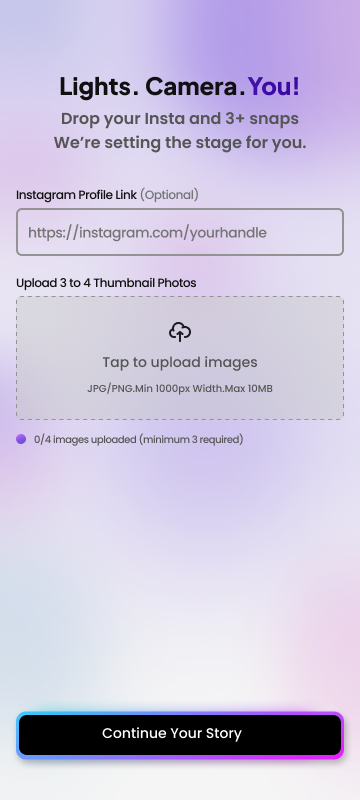 Lights. Camera.You!
Drop your Insta and 3+ snaps
We’re setting the stage for you.
Instagram Profile Link (Optional)
https://instagram.com/yourhandle
Upload 3 to 4 Thumbnail Photos
Tap to upload images
JPG/PNG.Min 1000px Width.Max 10MB
0/4 images uploaded (minimum 3 required)
Continue Your Story